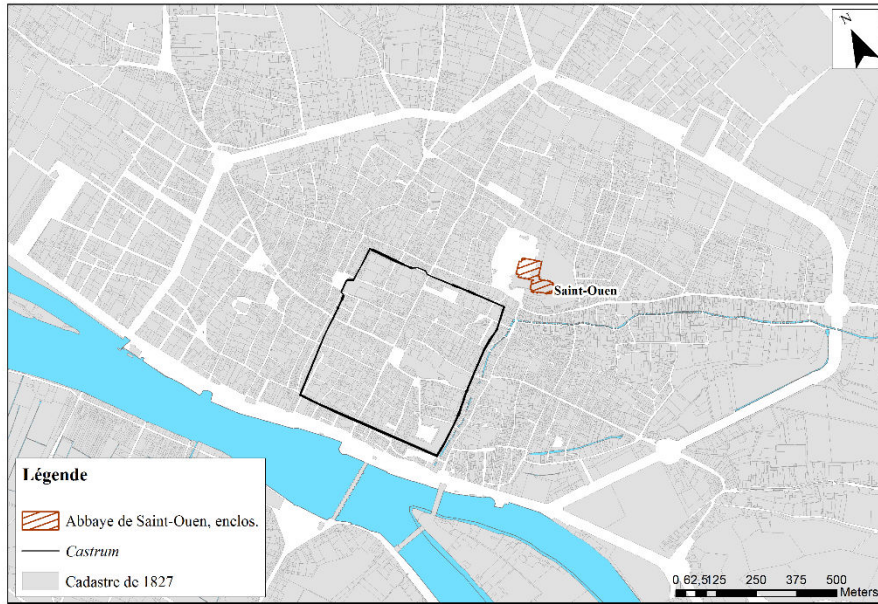 N
Saint-Ouen
Légende
Abbaye de Saint-Ouen, enclos.
Castrum
Cadastre de 1827
0 62,5125 250 375 500
Meters